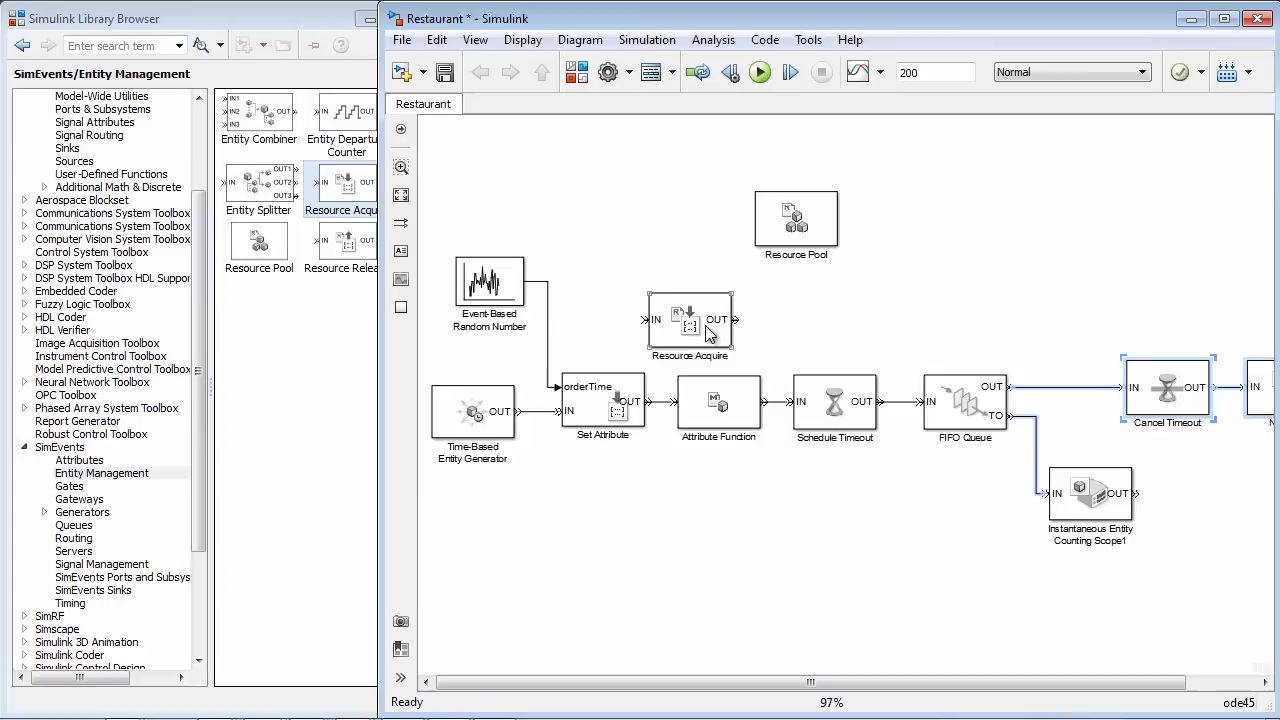 Simulink Library Browser
Enter search term
SimEvents/Entity Management
Model-Wide Utilities
Ports & Subsystems
Signal Attributes
Signal Routing
Sinks
Sources
User-Defined Functions
Additional Math & Discrete
Aerospace Blockset
Communications System Toolbox
Communications System Toolbox
Computer Vision System Toolbox
Control System Toolbox
DSP System Toolbox
DSP System Toolbox HDL Suppor
Embedded Coder
Fuzzy Logic Toolbox
HDL Coder
HDL Verifier
Image Acquisition Toolbox
Instrument Control Toolbox
Model Predictive Control Toolbox
Neural Network Toolbox
OPC Toolbox
Phased Array System Toolbox
Report Generator
Robust Control Toolbox
SimEvents
Attributes
Entity Management
Gates
Gateways
Generators
Queues
Routing
Servers
Signal Management
SimEvents Ports and Subsys
SimEvents Sinks
Timing
SimRF
Simscape
Simulink 3D Animation
Simulink Coder
Simulink Control Design
IN1
IN2
IN3
OUT
Entity Combiner
IN
OUT
Entity Departu
Counter
IN
OUT1
OUT2
OUT3
Entity Splitter
IN
OUT
Resource Acqu
Resource Pool
IN
OUT
Resource Relea
Restaurant * - Simulink
File Edit View Display Diagram Simulation Analysis Code Tools Help
200
Normal
Restaurant
Resource Pool
Event-Based
Random Number
IN
OUT
Resource Acquire
OUT
Time-Based
Entity Generator
orderTime
IN
OUT
Set Attribute
Attribute Function
IN
OUT
Schedule Timeout
IN
OUT
TO
FIFO Queue
IN
OUT
Cancel Timeout
IN
N
IN
OUT
Instantaneous Entity
Counting Scope1
Ready
97%
ode45